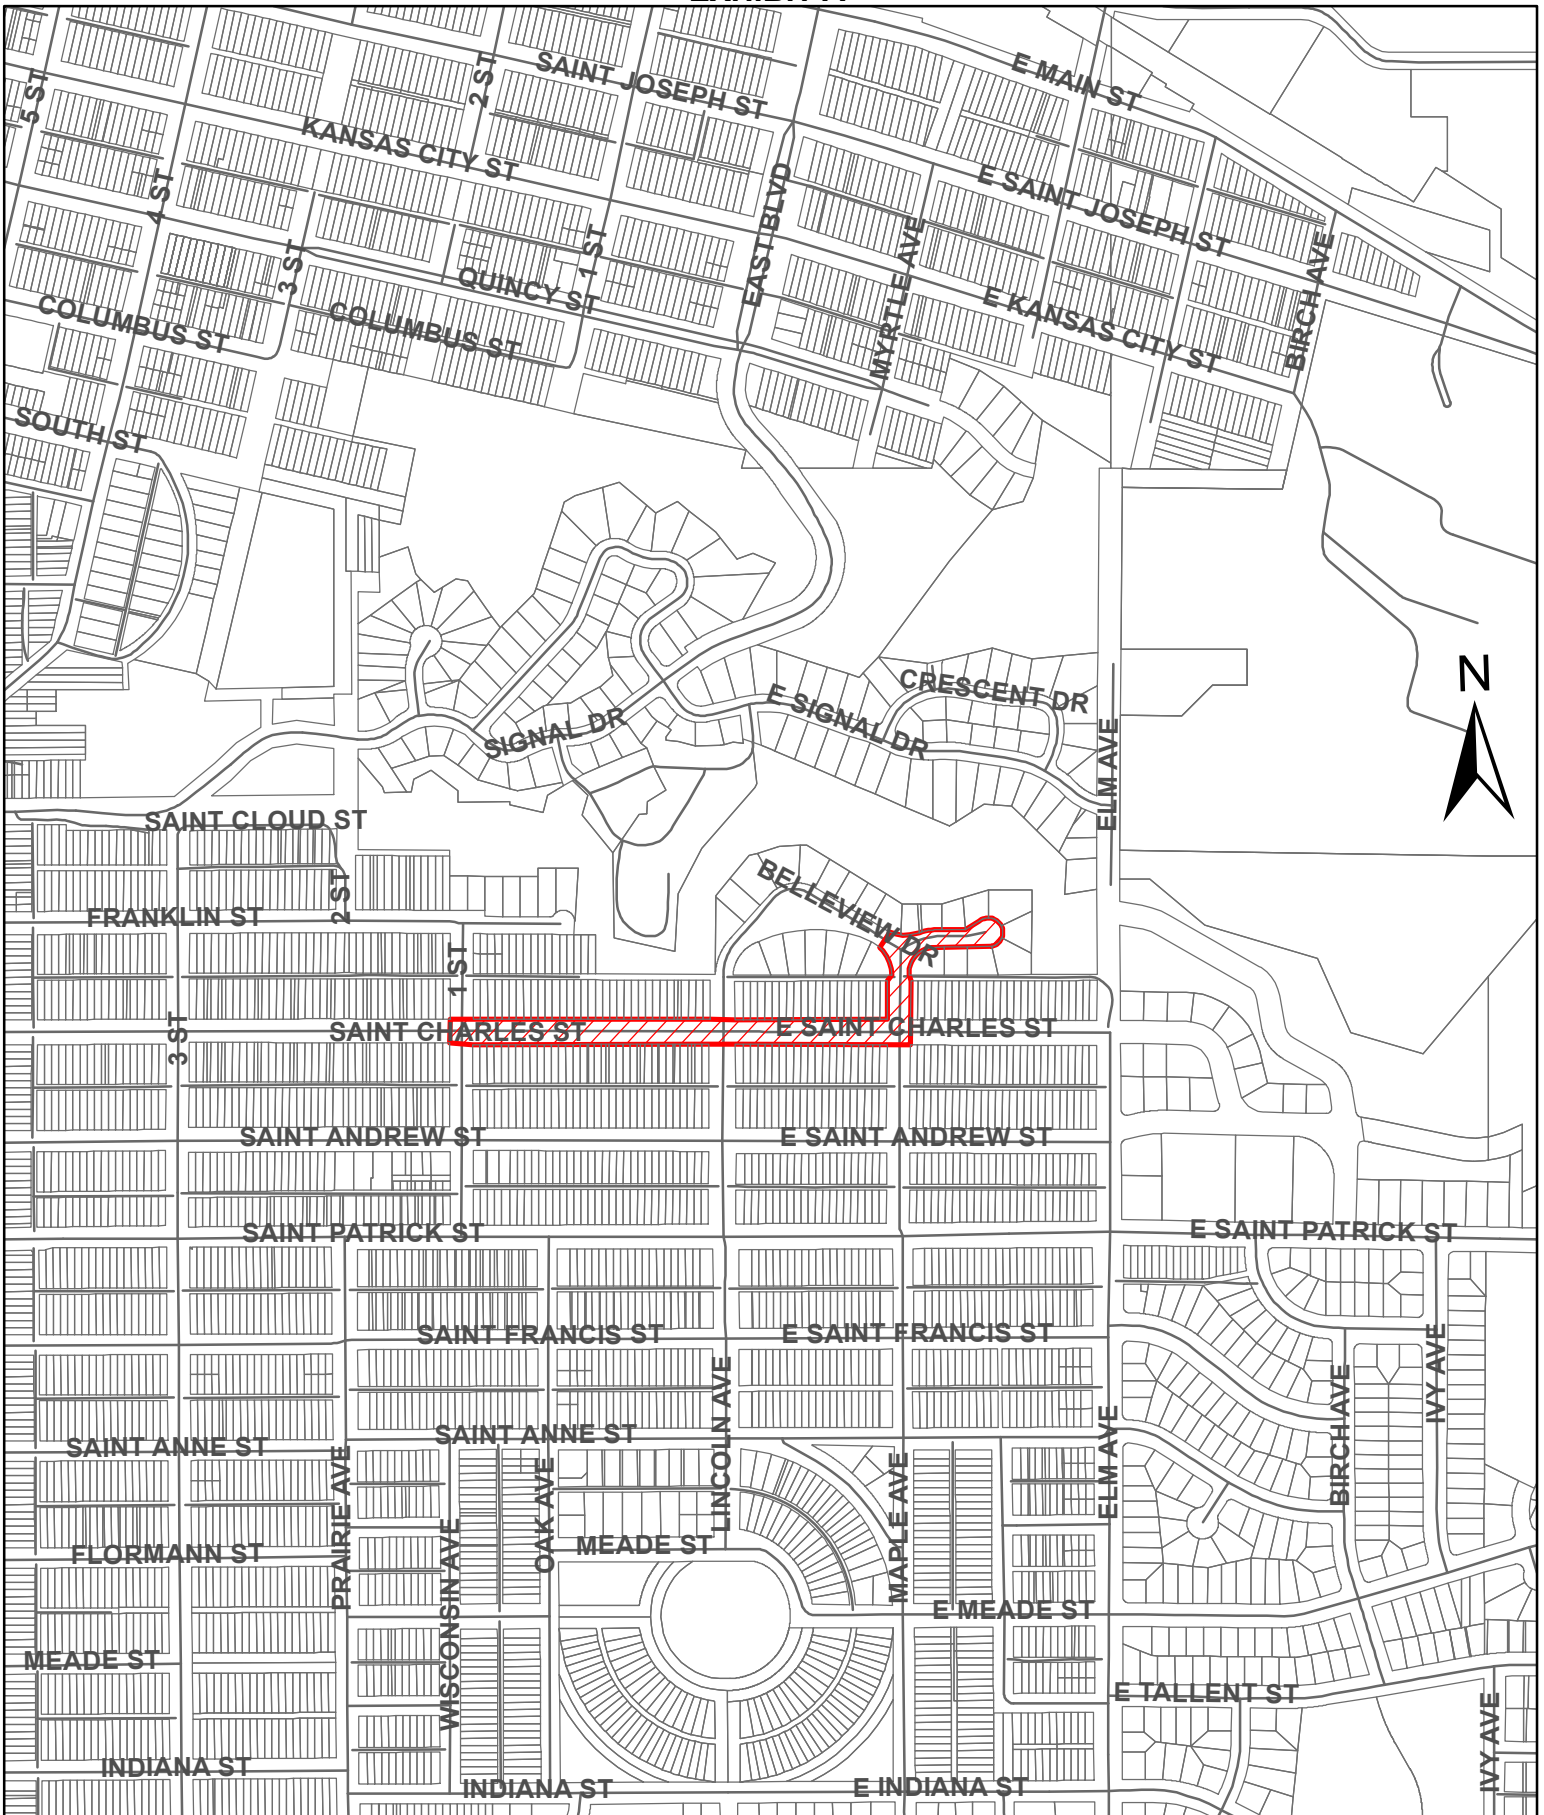 E MAIN ST
SAINT JOSEPH ST
2 ST
5 ST
KANSAS CITY ST
E SAINT JOSEPH ST
4 ST
EAST BLVD
MYRTLE AVE
1 ST
3 ST
BIRCH AVE
QUINCY ST
COLUMBUS ST
COLUMBUS ST
E KANSAS CITY ST
SOUTH ST
N
CRESCENT DR
E SIGNAL DR
SIGNAL DR
ELM AVE
SAINT CLOUD ST
BELLEVIEW DR
2 ST
FRANKLIN ST
1 ST
3 ST
SAINT CHARLES ST
E SAINT CHARLES ST
SAINT ANDREW ST
E SAINT ANDREW ST
SAINT PATRICK ST
E SAINT PATRICK ST
SAINT FRANCIS ST
E SAINT FRANCIS ST
IVY AVE
LINCOLN AVE
BIRCH AVE
SAINT ANNE ST
SAINT ANNE ST
ELM AVE
PRAIRIE AVE
OAK AVE
MAPLE AVE
WISCONSIN AVE
MEADE ST
FLORMANN ST
E MEADE ST
MEADE ST
E TALLENT ST
IVY AVE
INDIANA ST
INDIANA ST
E INDIANA ST